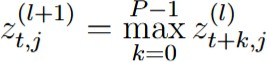 $z_{t,j}^{(l+1)} = \max_{k=0}^{P-1} z_{t+k,j}^{(l)}$